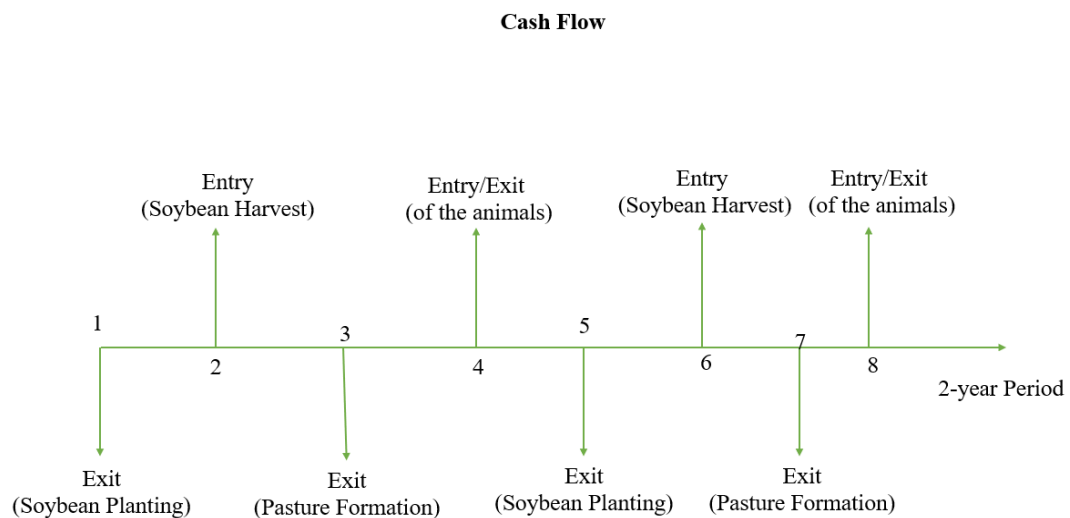 Cash Flow
Entry
(Soybean Harvest)
Entry/Exit
(of the animals)
Entry
(Soybean Harvest)
Entry/Exit
(of the animals)
1
2
3
4
5
6
7
8
2-year Period
Exit
(Soybean Planting)
Exit
(Pasture Formation)
Exit
(Soybean Planting)
Exit
(Pasture Formation)